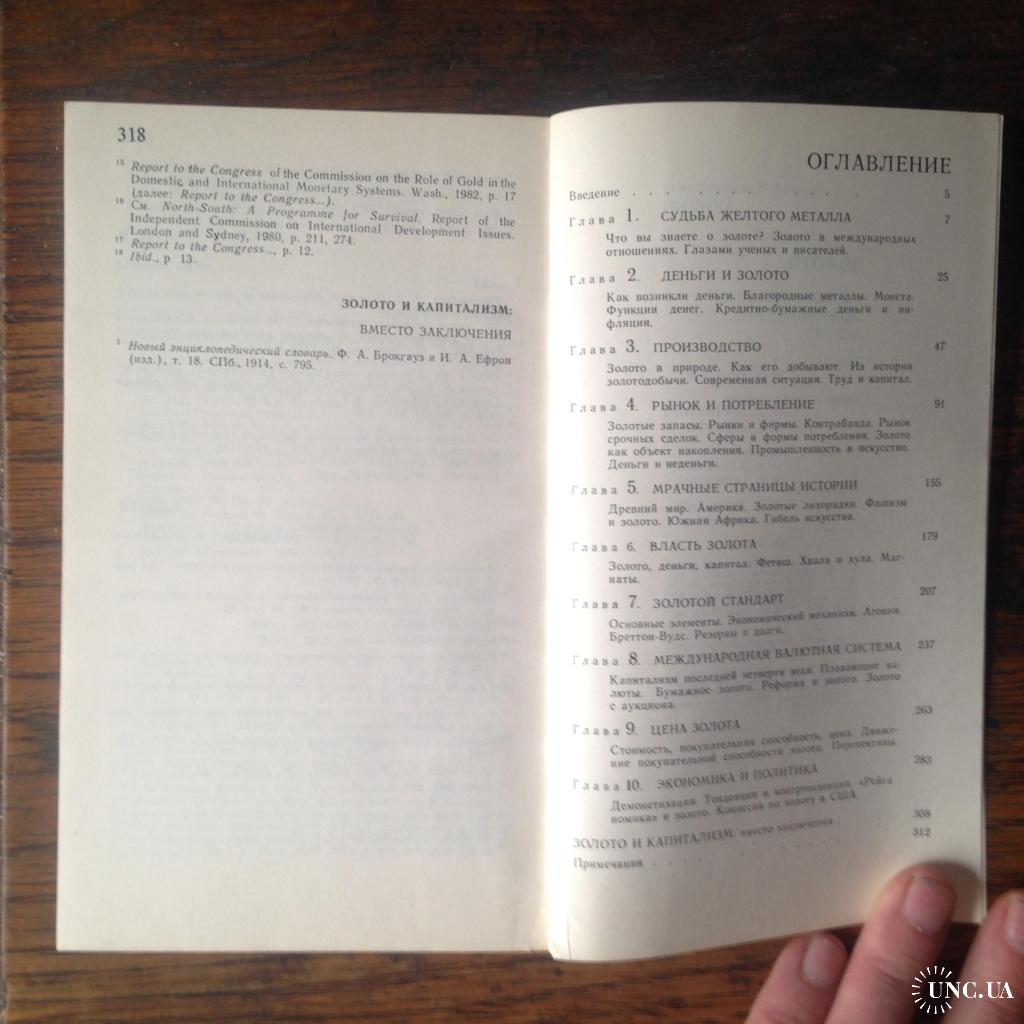 318
15 Report to the Congress of the Commission on the Role of Gold in the
Domestic and International Monetary Systems. Wash., 1982, p. 17
(далее: Report to the Congress...).
16 См. North-South: A Programme for Survival. Report of the
Independent Commission on International Development Issues.
London and Sydney, 1980, p. 211, 274.
17 Report to the Congress..., p. 12.
18 Ibid., p 13.
ЗОЛОТО И КАПИТАЛИЗМ:
ВМЕСТО ЗАКЛЮЧЕНИЯ
1 Новый энциклопедический словарь. Ф. А. Брокгауз и И. А. Ефрон
(изд.), т. 18. СПб., 1914, с. 795.
ОГЛАВЛЕНИЕ
Введение . . . . . . . . . . . . 5
Глава 1. СУДЬБА ЖЕЛТОГО МЕТАЛЛА 7
Что вы знаете о золоте? Золото в международных
отношениях. Глазами ученых и писателей.
Глава 2. ДЕНЬГИ И ЗОЛОТО 25
Как возникли деньги. Благородные металлы. Монета.
Функции денег. Кредитно-бумажные деньги и ин-
фляция.
Глава 3. ПРОИЗВОДСТВО 47
Золото в природе. Как его добывают. Из истории
золотодобычи. Современная ситуация. Труд и капитал.
Глава 4. РЫНОК И ПОТРЕБЛЕНИЕ 91
Золотые запасы. Рынки и фирмы. Контрабанда. Рынок
срочных сделок. Сферы и формы потребления. Золото
как объект накопления. Промышленность и искусство.
Деньги и неденьги.
Глава 5. МРАЧНЫЕ СТРАНИЦЫ ИСТОРИИ 155
Древний мир. Америка. Золотые лихорадки. Фашизм
и золото. Южная Африка. Гибель искусства.
Глава 6. ВЛАСТЬ ЗОЛОТА 179
Золото, деньги, капитал. Фетиш. Хвала и хула. Маг-
наты.
Глава 7. ЗОЛОТОЙ СТАНДАРТ 207
Основные элементы. Экономический механизм. Агония.
Бреттон-Вудс. Резервы и долги.
Глава 8. МЕЖДУНАРОДНАЯ ВАЛЮТНАЯ СИСТЕМА 237
Капитализм последней четверти века. Плавающие ва-
люты. Бумажное золото. Реформа и золото. Золото
с аукциона.
Глава 9. ЦЕНА ЗОЛОТА 263
Стоимость, покупательная способность, цена. Движе-
ние покупательной способности золота. Перспективы.
Глава 10. ЭКОНОМИКА И ПОЛИТИКА 283
Демонетизация. Тенденция и контртенденция. «Рейга
номика» и золото. Комиссия по золоту в США.
ЗОЛОТО И КАПИТАЛИЗМ: вместо заключения . 308
Примечания . . . . . . . . 312
UNC.UA